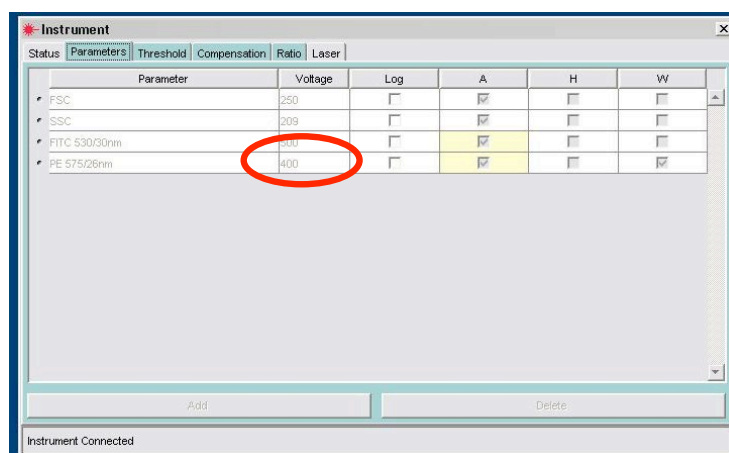 Instrument
Status Parameters Threshold Compensation Ratio Laser
Parameter Voltage Log A H W
FSC 250
SSC 209
FITC 530/30nm 500
PE 575/26nm 400
Add Delete
Instrument Connected